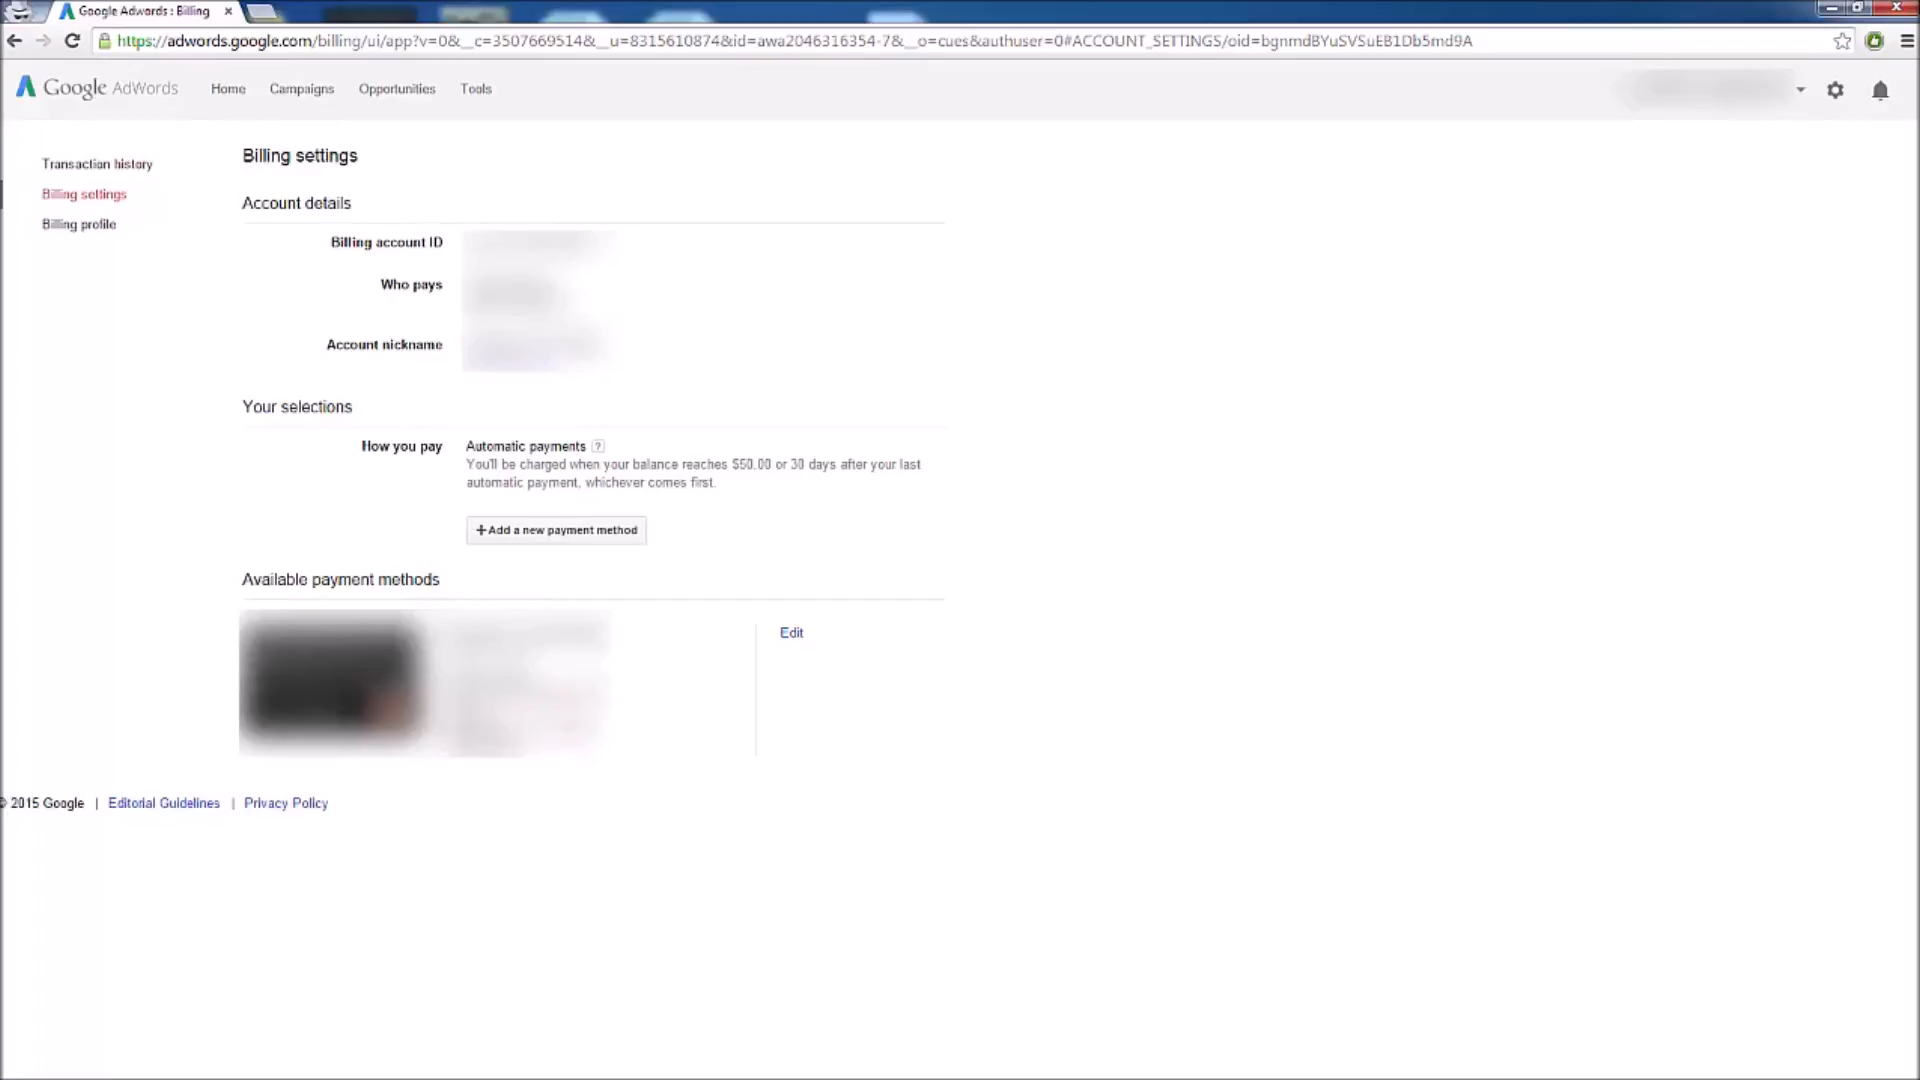 Google Adwords : Billing
https://adwords.google.com/billing/ui/app?v=0&__c=3507669514&__u=8315610874&id=awa2046316354-7&__o=cues&authuser=0#ACCOUNT_SETTINGS/oid=bgnmdBYuSVSuEB1Db5md9A
Google AdWords Home Campaigns Opportunities Tools
Transaction history
Billing settings
Billing profile
Billing settings
Account details
Billing account ID
Who pays
Account nickname
Your selections
How you pay Automatic payments ?
You'll be charged when your balance reaches $50.00 or 30 days after your last
automatic payment, whichever comes first.
+Add a new payment method
Available payment methods
Edit
© 2015 Google | Editorial Guidelines | Privacy Policy